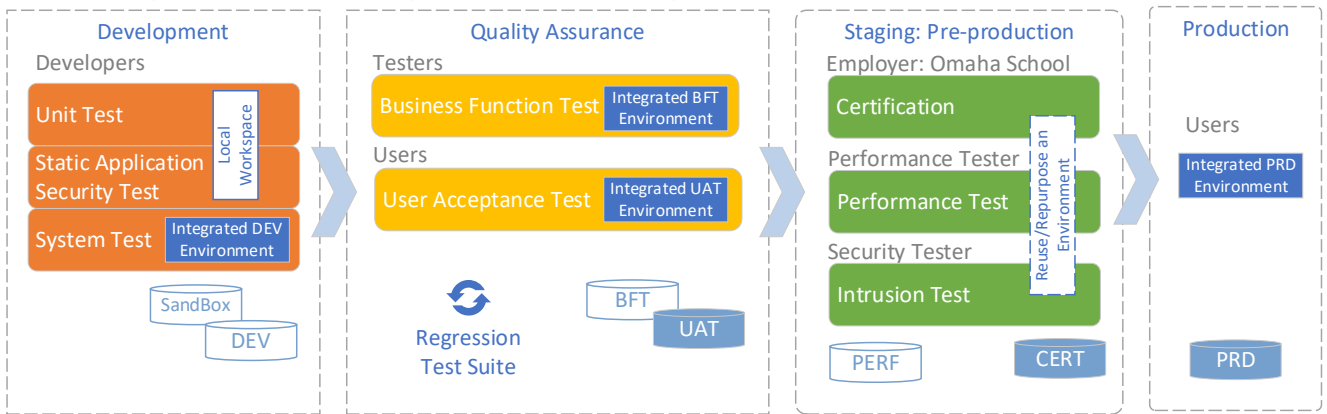 Development
Developers
Unit Test
Local
Workspace
Static Application
Security Test
System Test
Integrated DEV
Environment
SandBox
DEV
Quality Assurance
Testers
Business Function Test
Integrated BFT
Environment
Users
User Acceptance Test
Integrated UAT
Environment
Regression
Test Suite
BFT
UAT
Staging: Pre-production
Employer: Omaha School
Certification
Performance Tester
Performance Test
Reuse/Repurpose an
Environment
Security Tester
Intrusion Test
PERF
CERT
Production
Users
Integrated PRD
Environment
PRD